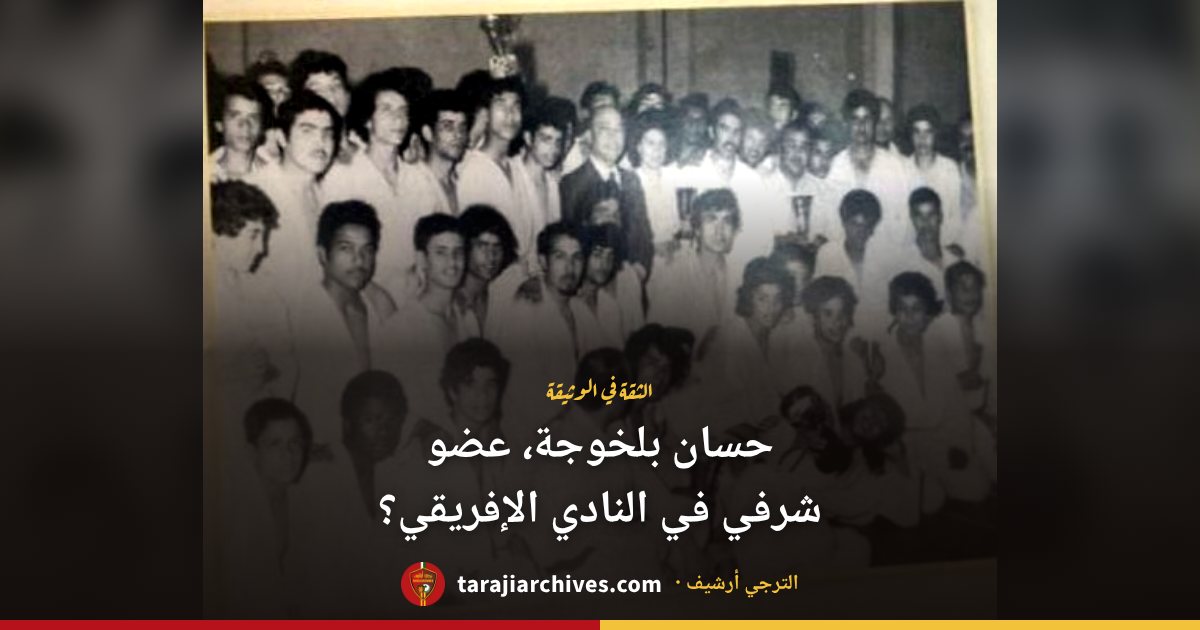 الثقة في الوثيقة
حسان بلخوجة، عضو
شرفي في النادي الإفريقي؟
الترجي أرشيف · tarajiarchives.com